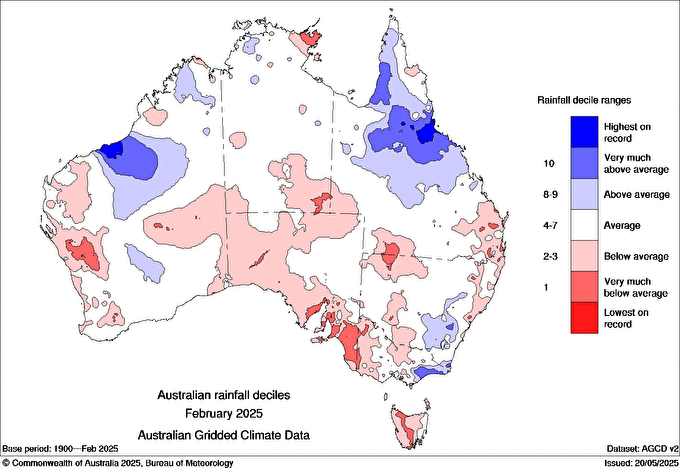 Rainfall decile ranges
Highest on
record
10
Very much
above average
8-9
Above average
4-7
Average
2-3
Below average
1
Very much
below average
Lowest on
record
Australian rainfall deciles
February 2025
Australian Gridded Climate Data
Base period: 1900—Feb 2025
Dataset: AGCD v2
© Commonwealth of Australia 2025, Bureau of Meteorology
Issued: 20/05/2025